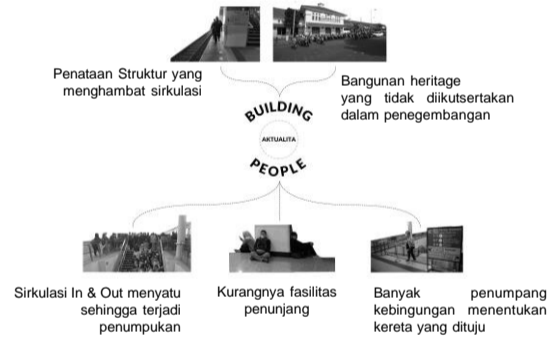 Penataan Struktur yang
menghambat sirkulasi
Bangunan heritage
yang tidak diikutsertakan
dalam penegembangan
BUILDING
AKTUALITA
PEOPLE
Sirkulasi In & Out menyatu
sehingga terjadi
penumpukan
Kurangnya fasilitas
penunjang
Banyak penumpang
kebingungan menentukan
kereta yang dituju